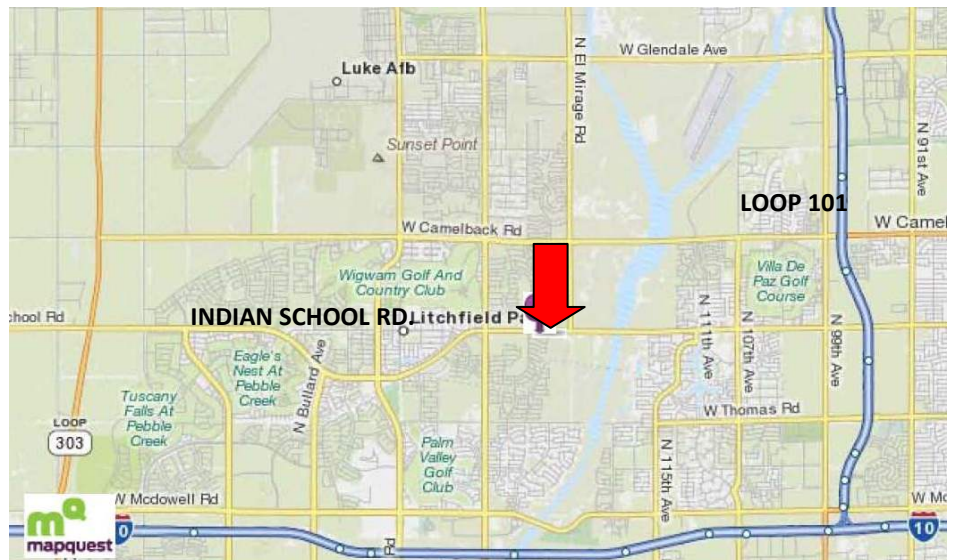 W Glendale Ave
Luke Afb
N El Mirage Rd
N 91st Ave
Sunset Point
LOOP 101
W Camelback Rd
W Camel
Wigwam Golf And
Country Club
Villa De
Paz Golf
Course
chool Rd
INDIAN SCHOOL RD.
Litchfield Pa
N Bullard Ave
Eagle's
Nest At
Pebble
Creek
N 111th Ave
N 107th Ave
N 99th Ave
Tuscany
Falls At
Pebble
Creek
W Thomas Rd
LOOP
303
Palm
Valley
Golf
Club
N 115th Ave
W Mcdowell Rd
W Mc
mQ
mapquest
0
Rd
10